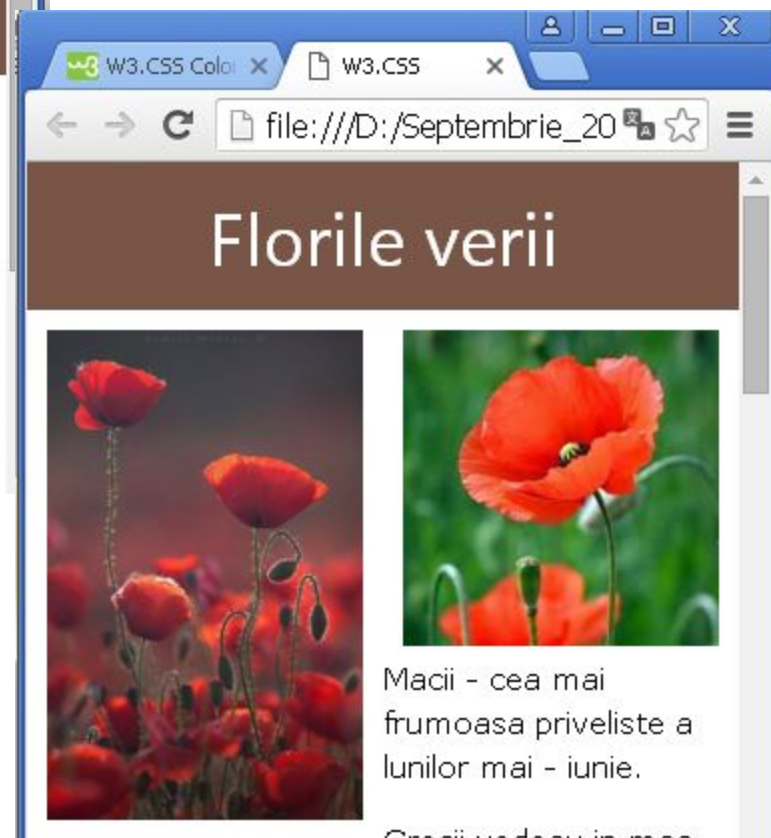 W3.CSS Colo
W3.CSS
file:///D:/Septembrie_20
Florile verii
Macii - cea mai
frumoasa priveliste a
lunilor mai - iunie.